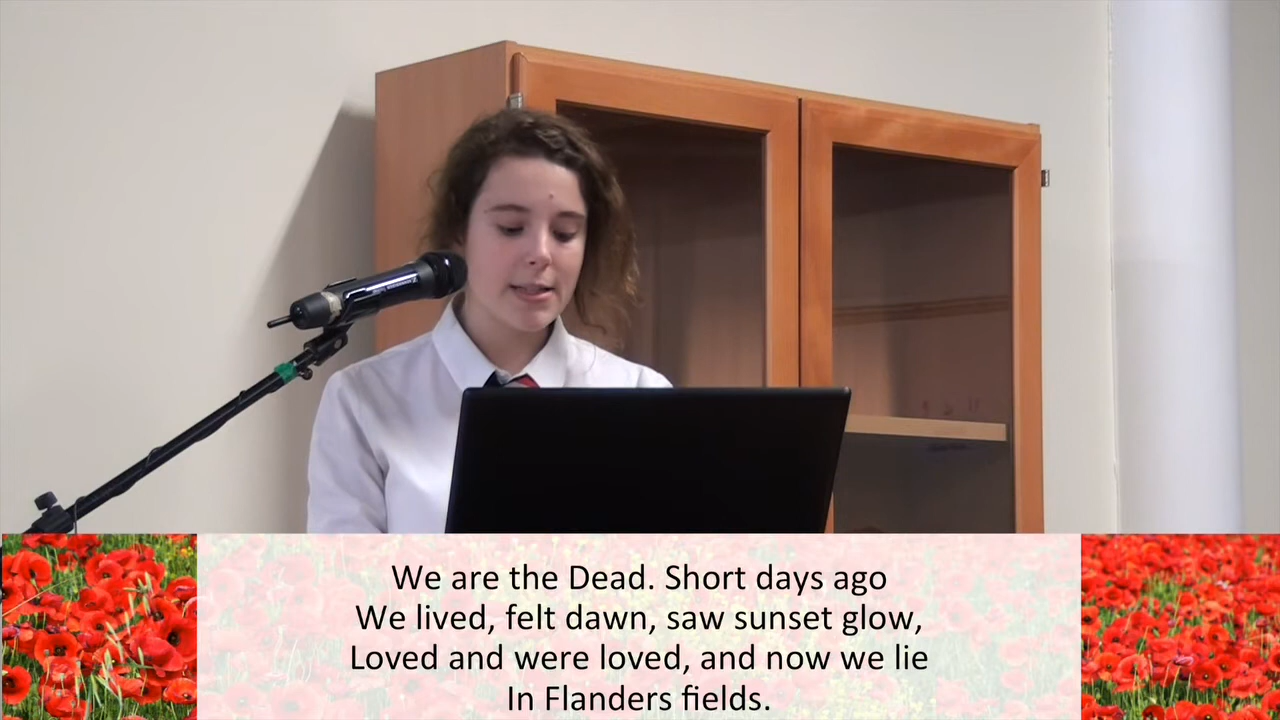 We are the Dead. Short days ago
We lived, felt dawn, saw sunset glow,
Loved and were loved, and now we lie
In Flanders fields.